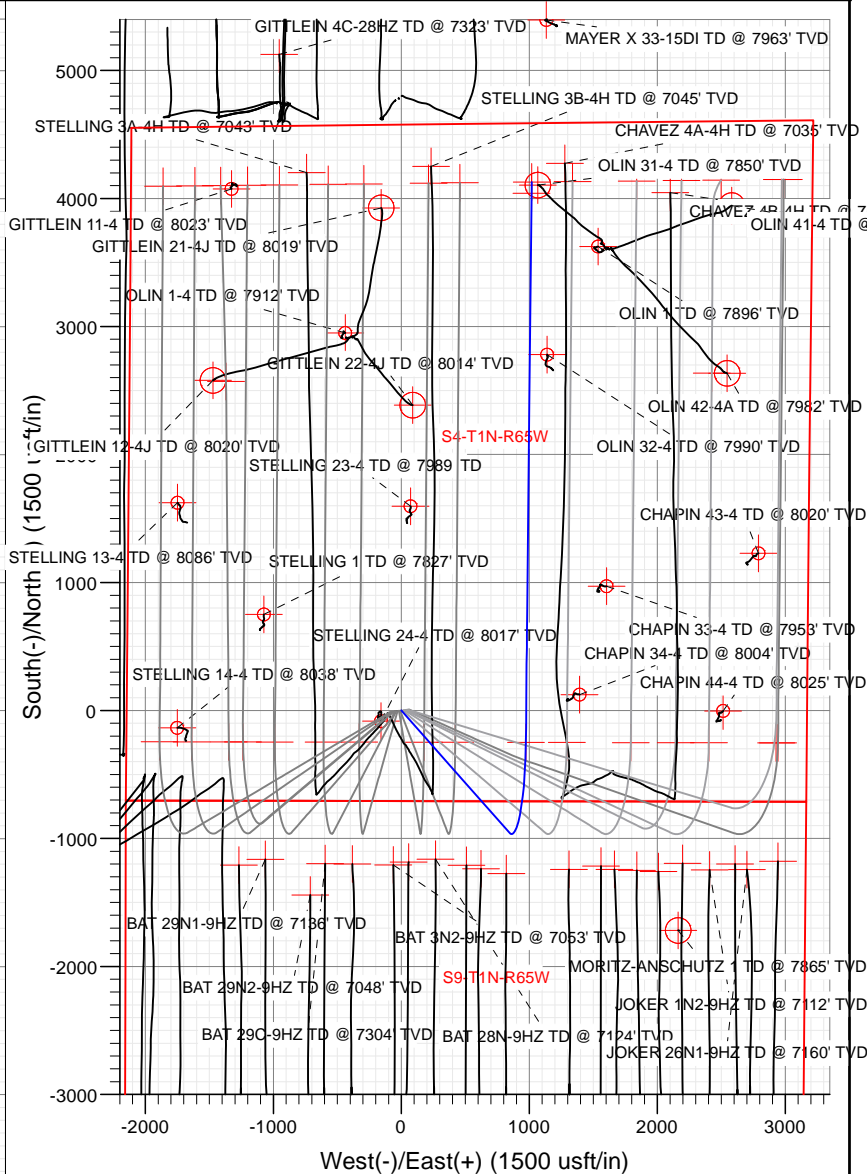 GITTLEIN 4C-28HZ TD @ 7323' TVD
MAYER X 33-15DI TD @ 7963' TVD
5000
STELLING 3B-4H TD @ 7045' TVD
STELLING 3A-4H TD @ 7043' TVD
CHAVEZ 4A-4H TD @ 7035' TVD
OLIN 31-4 TD @ 7850' TVD
4000
CHAVEZ 4B-4H TD @
GITTLEIN 11-4 TD @ 8023' TVD
OLIN 41-4 TD @
GITTLEIN 21-4J TD @ 8019' TVD
OLIN 1-4 TD @ 7912' TVD
OLIN 1 TD @ 7896' TVD
3000
GITTLEIN 22-4J TD @ 8014' TVD
OLIN 42-4A TD @ 7982' TVD
S4-T1N-R65W
GITTLEIN 12-4J TD @ 8020' TVD
OLIN 32-4 TD @ 7990' TVD
STELLING 23-4 TD @ 7989 TD
CHAPIN 43-4 TD @ 8020' TVD
STELLING 13-4 TD @ 8086' TVD
STELLING 1 TD @ 7827' TVD
1000
CHAPIN 33-4 TD @ 7953' TVD
STELLING 24-4 TD @ 8017' TVD
CHAPIN 34-4 TD @ 8004' TVD
STELLING 14-4 TD @ 8038' TVD
CHAPIN 44-4 TD @ 8025' TVD
0
-1000
BAT 29N1-9HZ TD @ 7136' TVD
BAT 3N2-9HZ TD @ 7053' TVD
MORITZ-ANSCHUTZ 1 TD @ 7865' TVD
-2000
S9-T1N-R65W
BAT 29N2-9HZ TD @ 7048' TVD
JOKER 1N2-9HZ TD @ 7112' TVD
BAT 29C-9HZ TD @ 7304' TVD
BAT 28N-9HZ TD @ 7124' TVD
JOKER 26N1-9HZ TD @ 7160' TVD
-3000
-2000 -1000 0 1000 2000 3000
West(-)/East(+) (1500 usft/in)
South(-)/North ) (1500 ft/in)